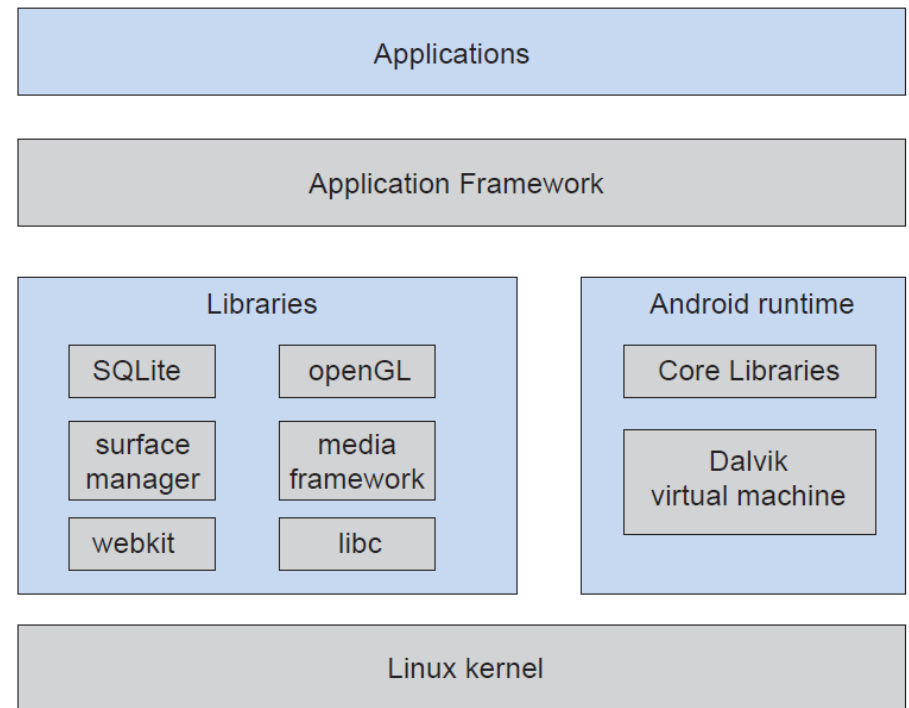 Applications
Application Framework
Libraries
SQLite
openGL
surface
manager
media
framework
webkit
libc
Android runtime
Core Libraries
Dalvik
virtual machine
Linux kernel